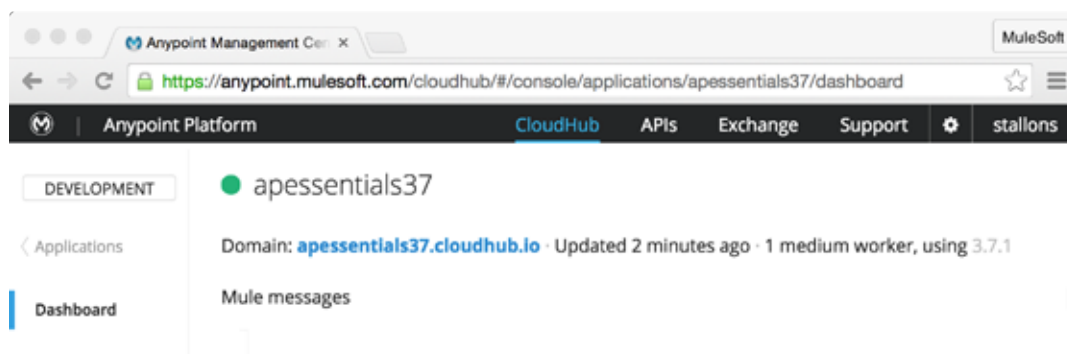 Anypoint Management Cen
MuleSoft
https://anypoint.mulesoft.com/cloudhub/#/console/applications/apessentials37/dashboard
Anypoint Platform CloudHub APIs Exchange Support stallons
DEVELOPMENT
apessentials37
Applications
Domain: apessentials37.cloudhub.io · Updated 2 minutes ago · 1 medium worker, using 3.7.1
Dashboard
Mule messages